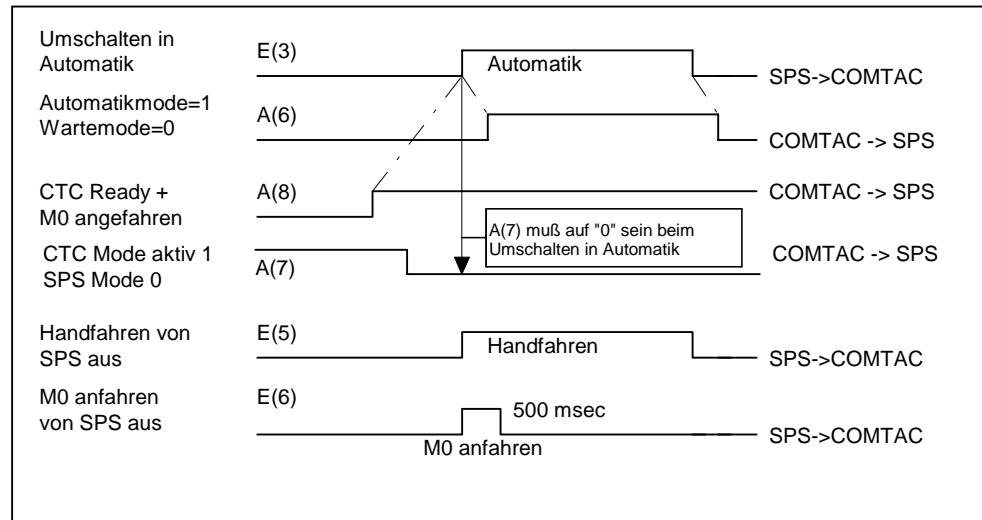 Umschalten in
Automatik
E(3)
Automatik
SPS->COMTAC
Automatikmode=1
Wartemode=0
A(6)
COMTAC -> SPS
CTC Ready +
M0 angefahren
A(8)
COMTAC -> SPS
A(7) muß auf "0" sein beim
Umschalten in Automatik
CTC Mode aktiv 1
SPS Mode 0
A(7)
COMTAC -> SPS
Handfahren von
SPS aus
E(5)
Handfahren
SPS->COMTAC
M0 anfahren
von SPS aus
E(6)
500 msec
M0 anfahren
SPS->COMTAC